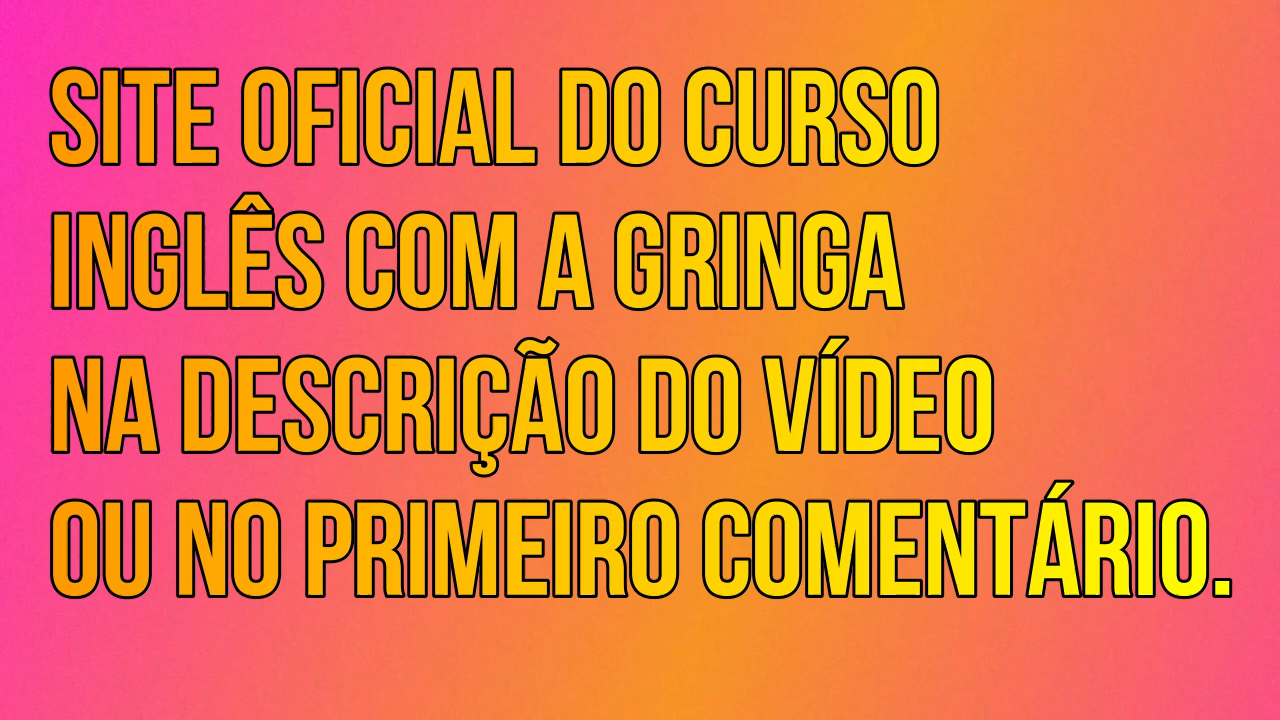 SITE OFICIAL DO CURSO
INGLÊS COM A GRINGA
NA DESCRIÇÃO DO VÍDEO
OU NO PRIMEIRO COMENTÁRIO.